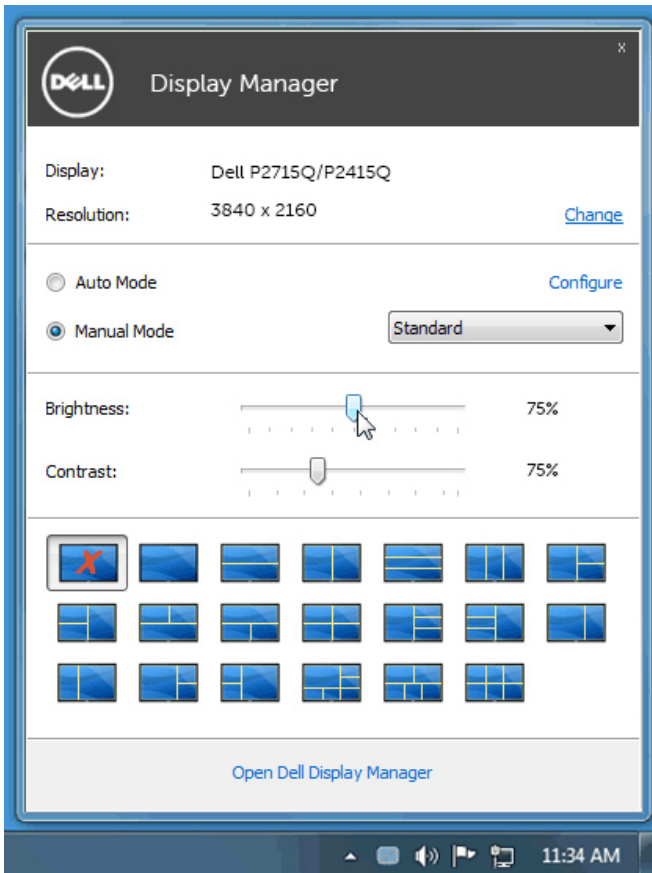 x
DELL Display Manager
Display: Dell P2715Q/P2415Q
Resolution: 3840 x 2160 Change
Auto Mode Configure
Manual Mode Standard
Brightness: 75%
Contrast: 75%
X
Open Dell Display Manager
11:34 AM